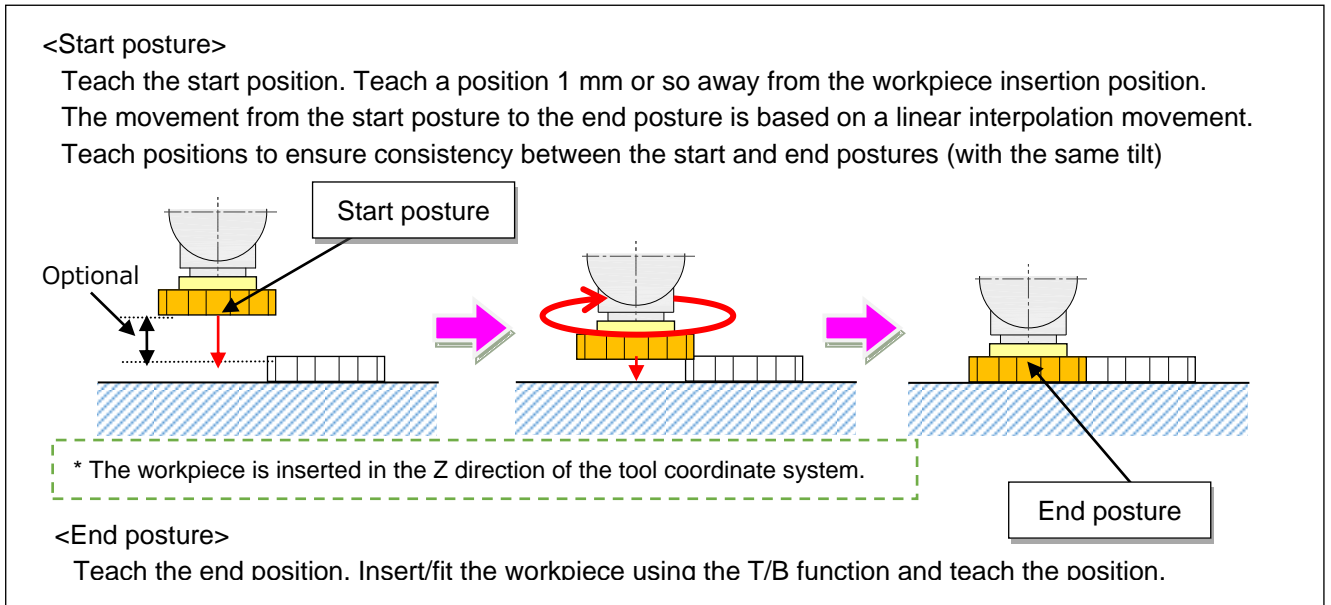 <Start posture>
Teach the start position. Teach a position 1 mm or so away from the workpiece insertion position.
The movement from the start posture to the end posture is based on a linear interpolation movement.
Teach positions to ensure consistency between the start and end postures (with the same tilt)
Start posture
Optional
* The workpiece is inserted in the Z direction of the tool coordinate system.
End posture
<End posture>
Teach the end position. Insert/fit the workpiece using the T/B function and teach the position.